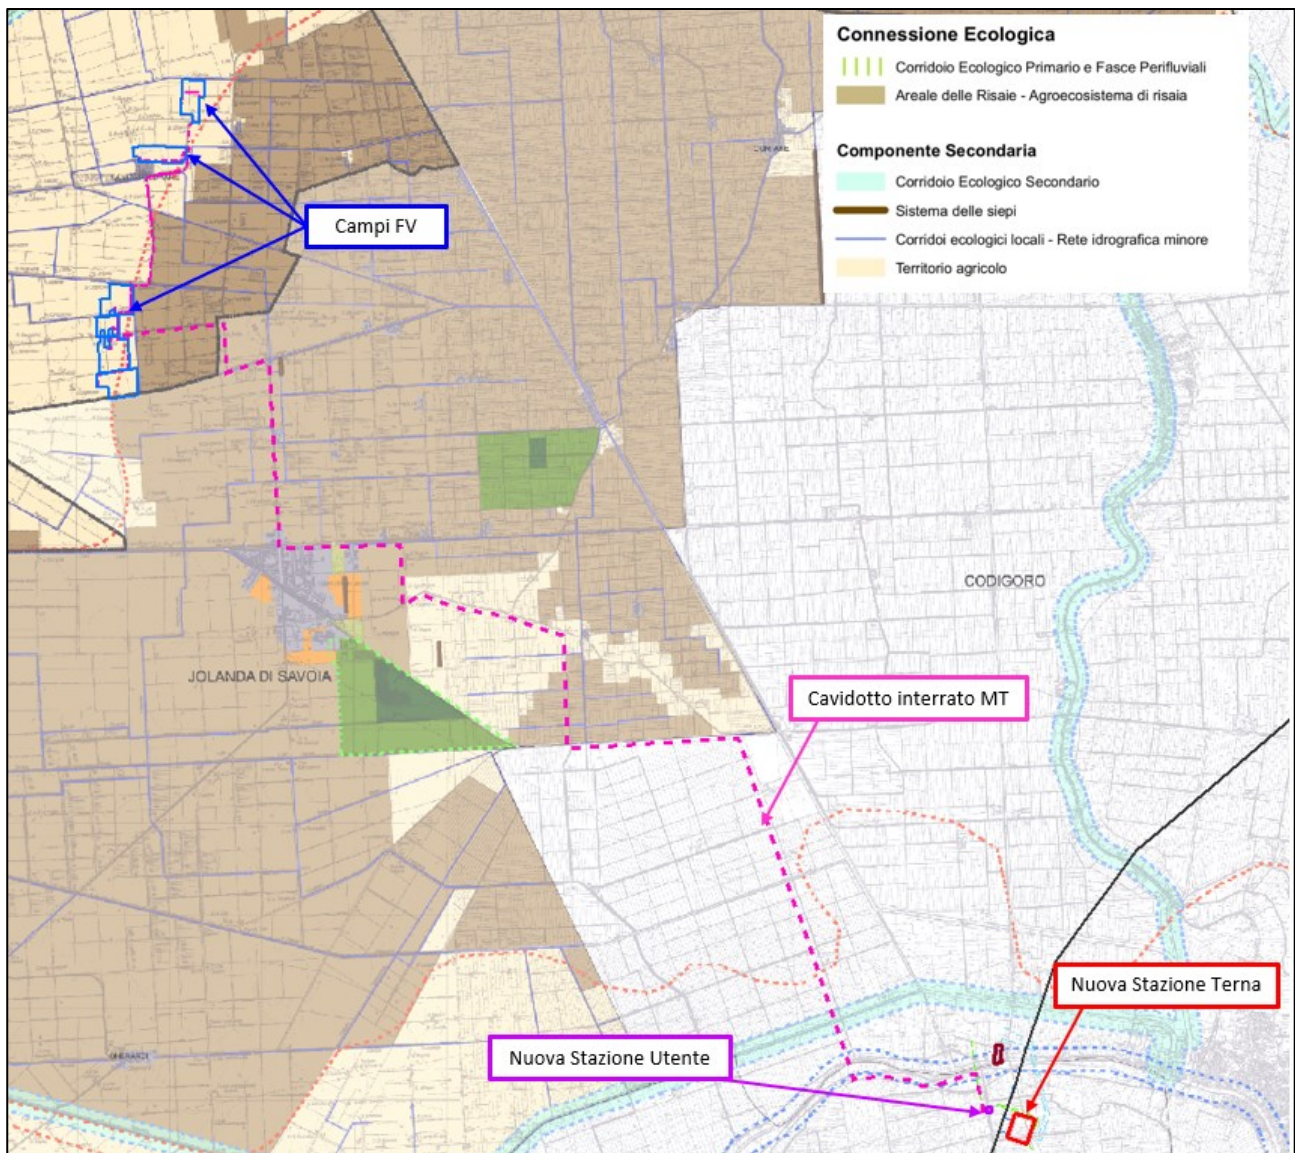 Connessione Ecologica
Corridoio Ecologico Primario e Fasce Perifluviali
Areale delle Risaie - Agroecosistema di risaia
Componente Secondaria
Corridoio Ecologico Secondario
Sistema delle siepi
Corridoi ecologici locali - Rete idrografica minore
Territorio agricolo
Campi FV
CODIGORO
JOLANDA DI SAVOIA
Cavidotto interrato MT
Nuova Stazione Terna
Nuova Stazione Utente